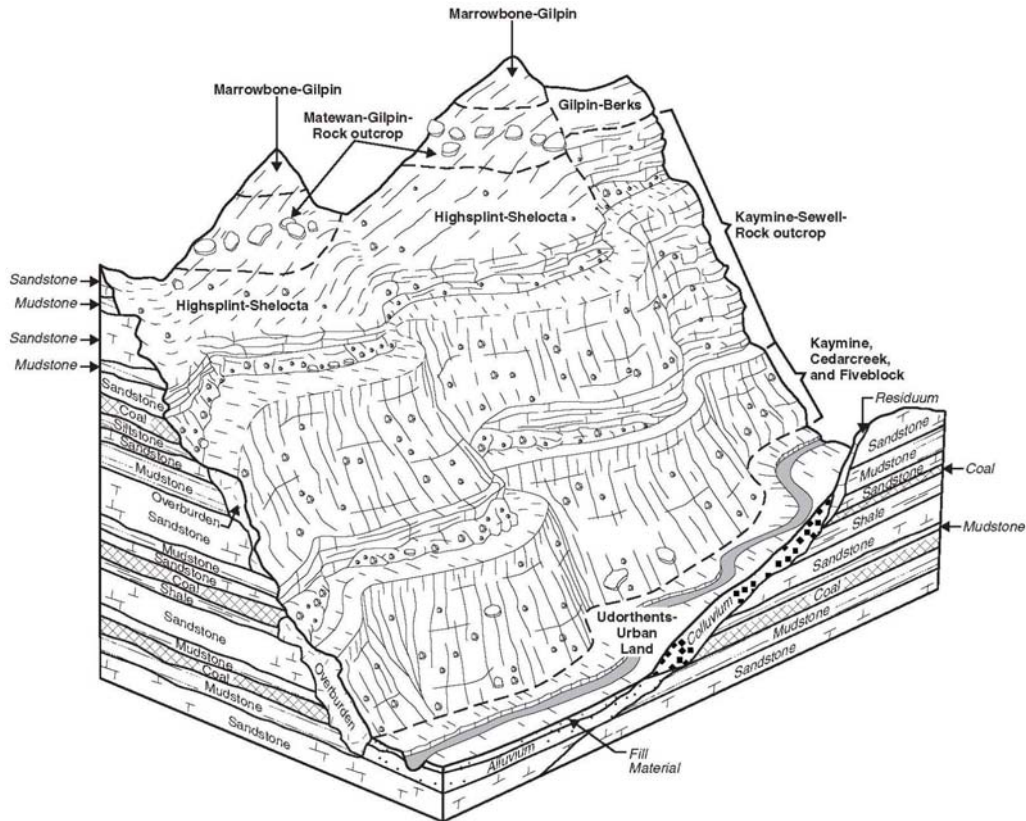 Marrowbone-Gilpin
Marrowbone-Gilpin
Matewan-Gilpin-
Rock outcrop
Gilpin-Berks
Highsplint-Shelocta
Kaymine-Sewell-
Rock outcrop
Highsplint-Shelocta
Kaymine,
Cedarcreek,
and Fiveblock
Residuum
Sandstone
Mudstone
Sandstone
Mudstone
Sandstone
Coal
Siltstone
Sandstone
Mudstone
Overburden
Sandstone
Mudstone
Sandstone
Coal
Shale
Sandstone
Mudstone
Coal
Mudstone
Sandstone
Overburden
Sandstone
Mudstone
Sandstone
Coal
Shale
Mudstone
Sandstone
Coal
Mudstone
Sandstone
Udorthents-
Urban
Land
Colluvium
Alluvium
Fill
Material